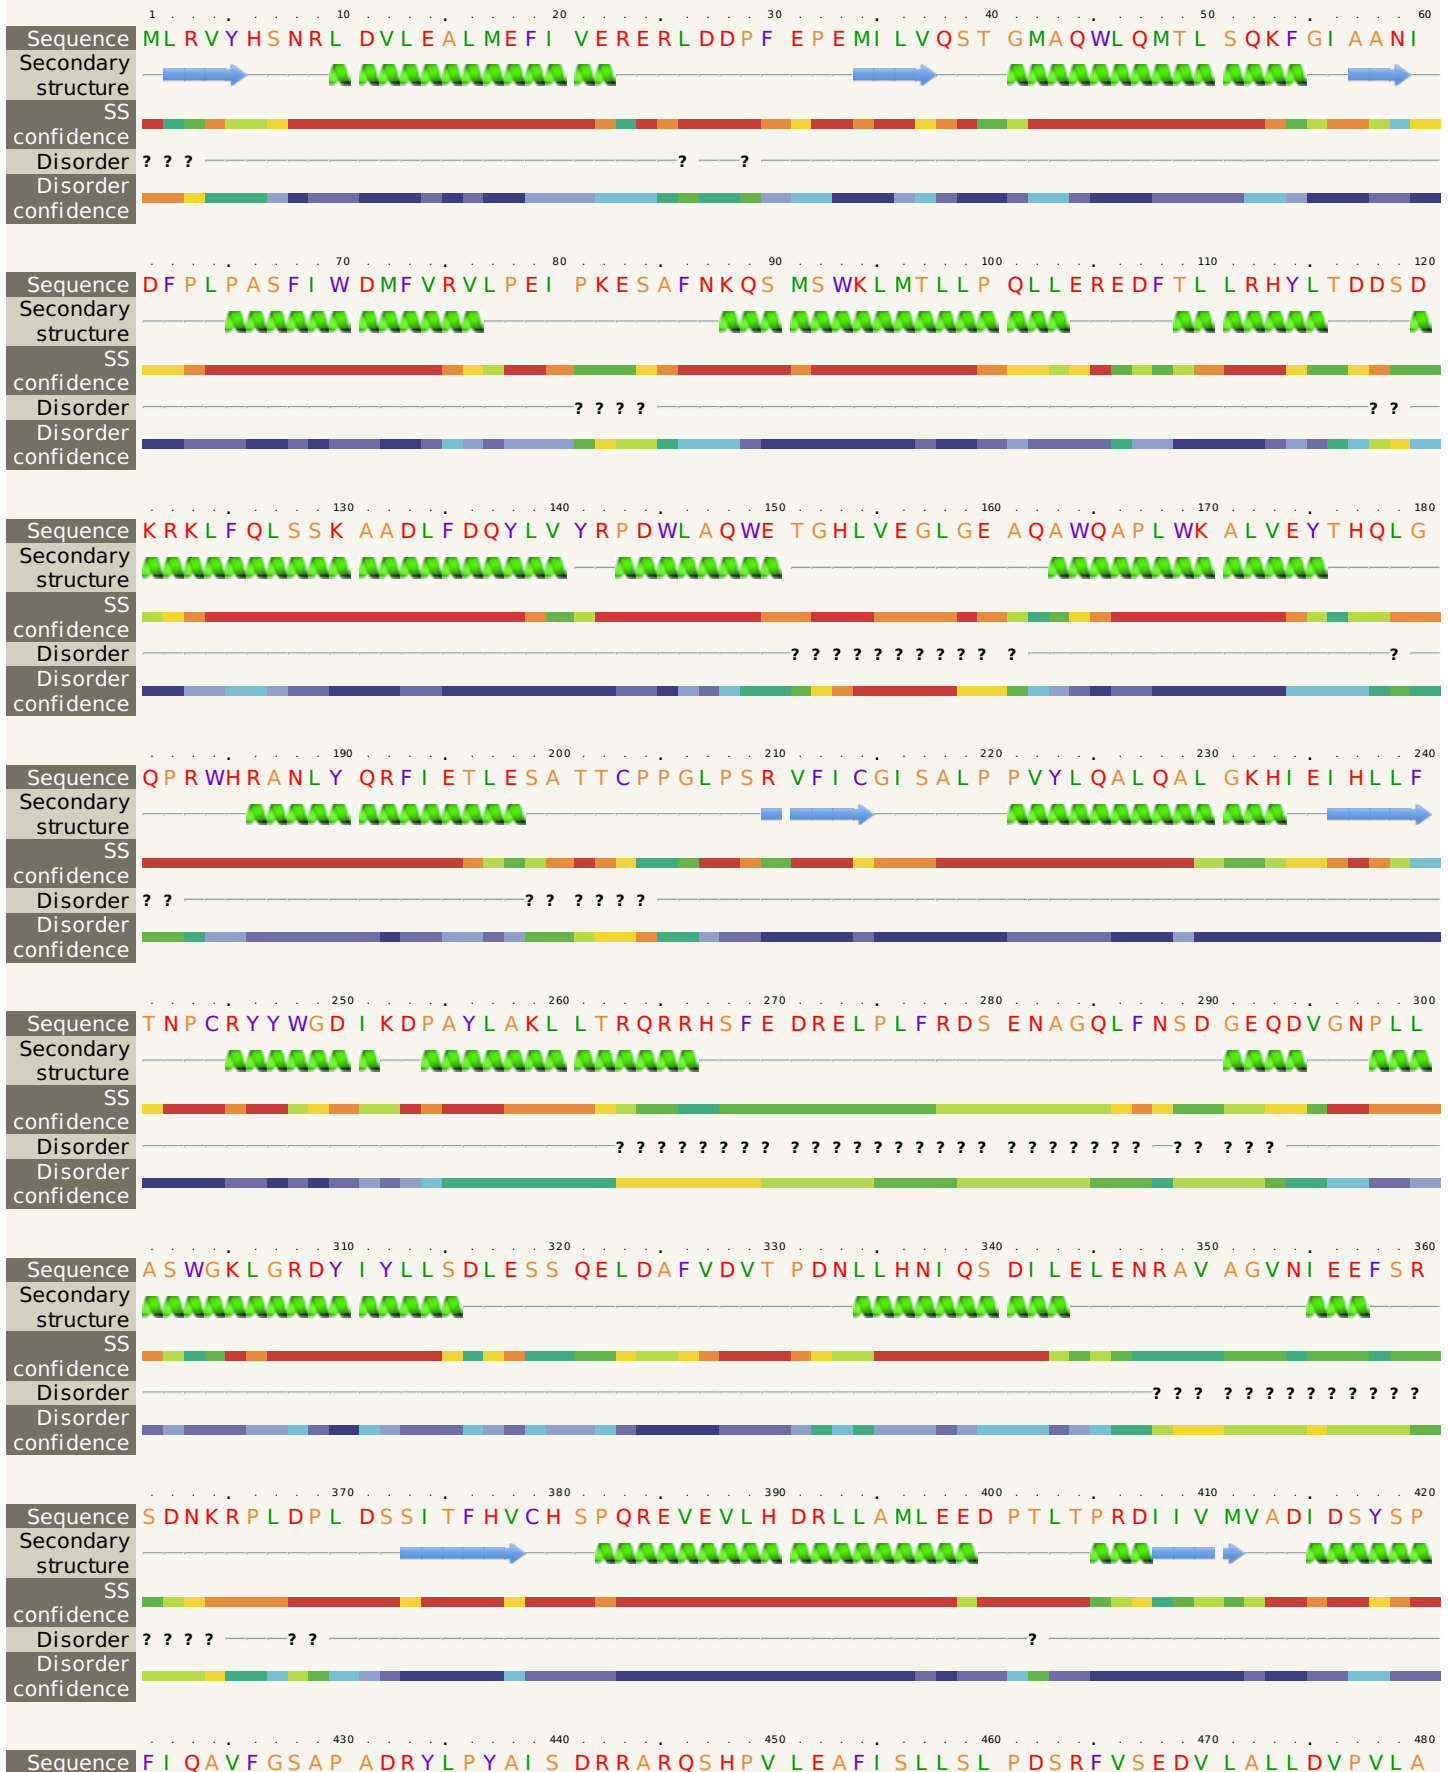 1 10 20 30 40 50 60
Sequence MLRVYHSNRL DVLEALMEFI VERERLDDPF EPEMILVQST GMAQWLQMTL SQKFGIAANI
Secondary structure
SS confidence
Disorder ? ? ? ? ?
Disorder confidence
70 80 90 100 110 120
Sequence DFPLPASFIW DMFVRVLPEI PKESAFNKQS MSWKLMTLLP QLLEREDFTL LRHYLTDDSD
Secondary structure
SS confidence
Disorder ? ? ? ? ? ?
Disorder confidence
130 140 150 160 170 180
Sequence KRKLFQLSSK AADLFDQYLV YRPDWLAQWE TGHLVEGLGE AQAWQAPLWK ALVEYTHQLG
Secondary structure
SS confidence
Disorder ? ? ? ? ? ? ? ? ? ? ? ?
Disorder confidence
190 200 210 220 230 240
Sequence QPRWHRANLY QRFIETLESA TTCPPGLPSR VFICGISALP PVYLQALQAL GKHIEIHLLF
Secondary structure
SS confidence
Disorder ? ? ? ? ? ? ? ?
Disorder confidence
250 260 270 280 290 300
Sequence TNPCRYYWGD IKDPAYLAKL LTRQRRHSFE DRELPLFRDS ENAGQLFNSD GEQDVGNPLL
Secondary structure
SS confidence
Disorder ? ? ? ? ? ? ? ? ? ? ? ? ? ? ? ? ? ? ? ? ? ? ? ? ? ? ? ? ? ?
Disorder confidence
310 320 330 340 350 360
Sequence ASWGKLGRDY IYLLSDLESS QELDAFVDVT PDNLLHNIQS DILELENRAV AGVNIEEFSR
Secondary structure
SS confidence
Disorder ? ? ? ? ? ? ? ? ? ? ? ? ?
Disorder confidence
370 380 390 400 410 420
Sequence SDNKRPLDPL DSSITFHVCH SPQREVEVLH DRLLAMLEED PTLTPRDIIV MVADIDSYSP
Secondary structure
SS confidence
Disorder ? ? ? ? ? ? ?
Disorder confidence
430 440 450 460 470 480
Sequence FIQAVFGSAP ADRYLPYAIS DRRARQSHPV LEAFISLLSL PDSRFVSEDV LALLDVPVLA